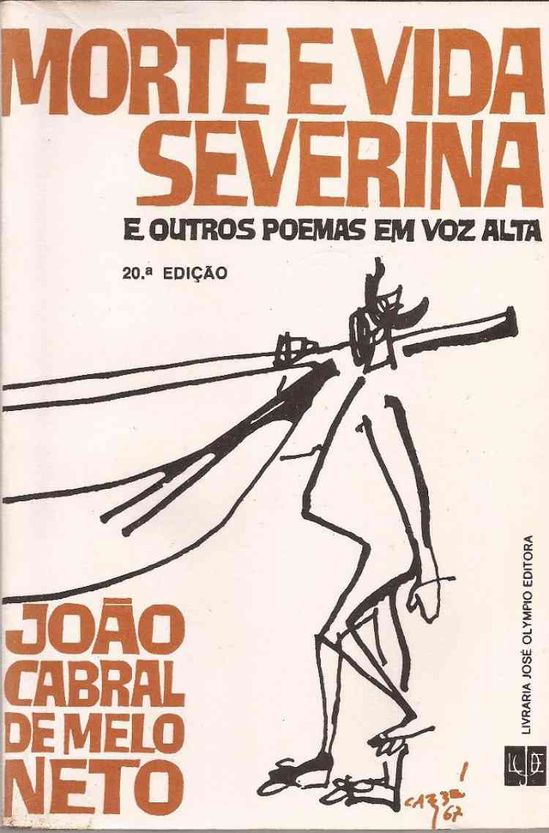 MORTE E VIDA
SEVERINA
E OUTROS POEMAS EM VOZ ALTA
20.ª EDIÇÃO
JOÃO
CABRAL
DE MELO
NETO
LIVRARIA JOSÉ OLYMPIO EDITORA
67